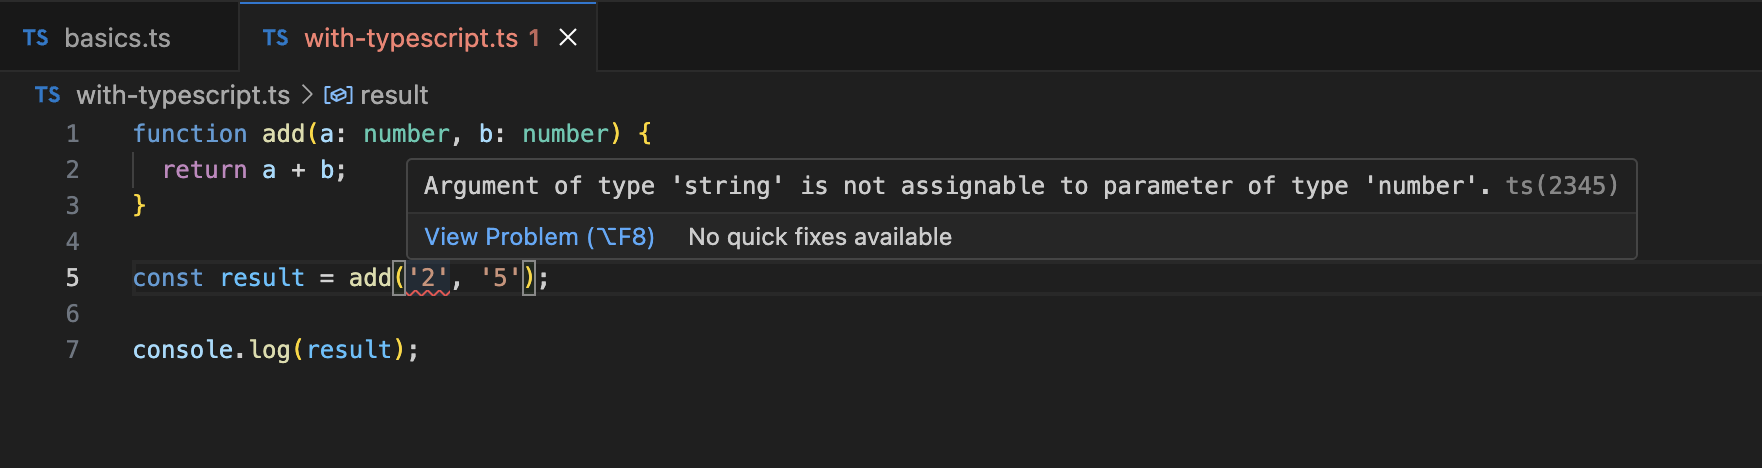 TS basics.ts TS with-typescript.ts 1
TS with-typescript.ts > result
1 function add(a: number, b: number) {
2 return a + b;
Argument of type 'string' is not assignable to parameter of type 'number'. ts(2345)
3 }
View Problem (⌥F8) No quick fixes available
4
5 const result = add('2', '5');
6
7 console.log(result);